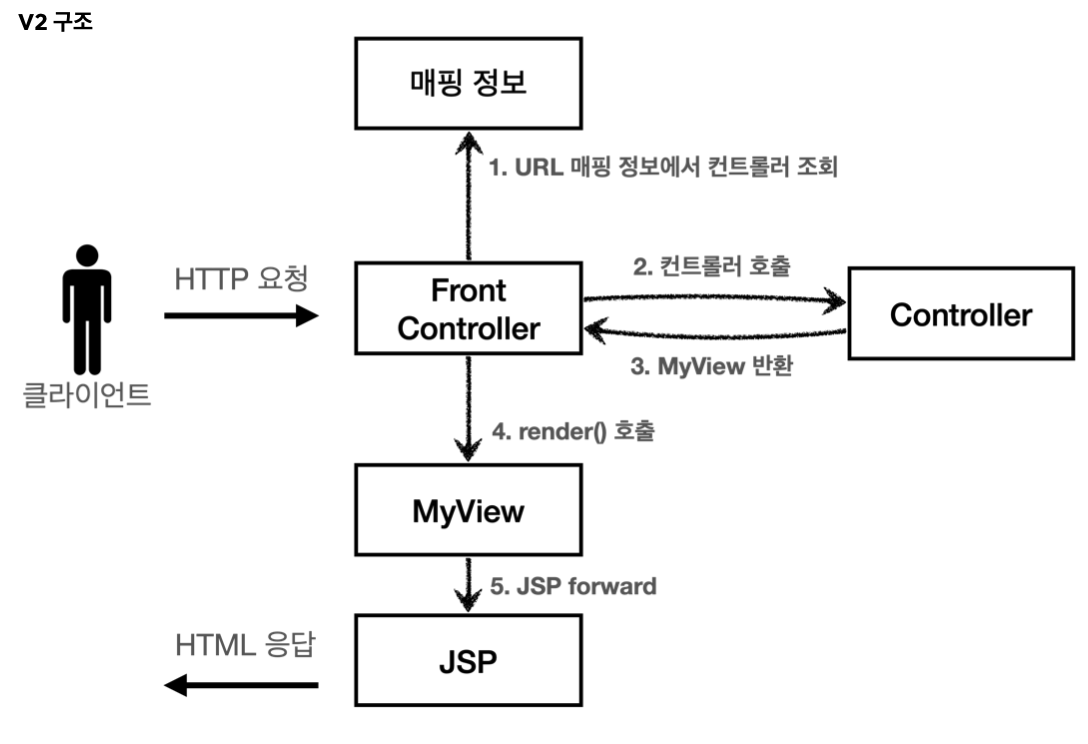 V2 구조
매핑 정보
1. URL 매핑 정보에서 컨트롤러 조회
HTTP 요청
클라이언트
Front
Controller
2. 컨트롤러 호출
Controller
3. MyView 반환
4. render() 호출
MyView
5. JSP forward
HTML 응답
JSP